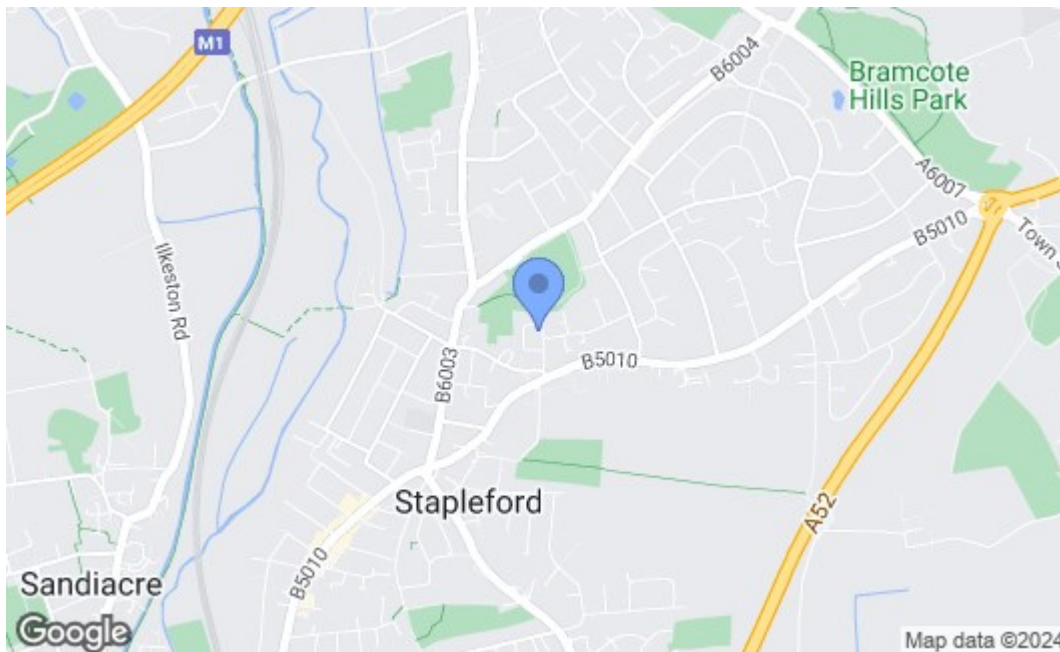 M1
B6004
Bramcote
Hills Park
A6007
B5010
Town
Ilkeston Rd
B6003
B5010
Stapleford
A52
B5010
Sandiacre
Google
Map data ©2024